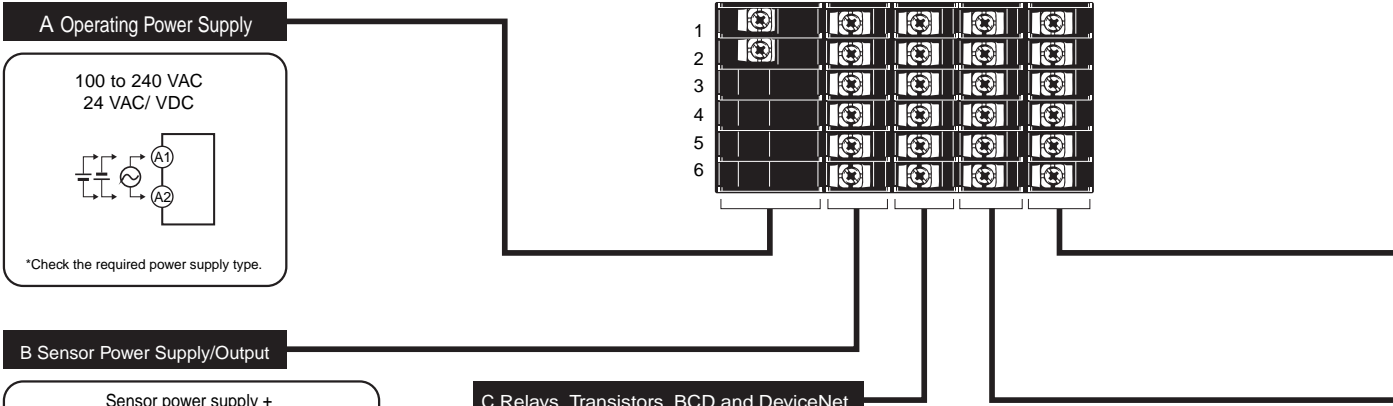 A Operating Power Supply
100 to 240 VAC
24 VAC/ VDC
A1
A2
*Check the required power supply type.
1
2
3
4
5
6
B Sensor Power Supply/Output
Sensor power supply +
C Relays, Transistors, BCD and DeviceNet